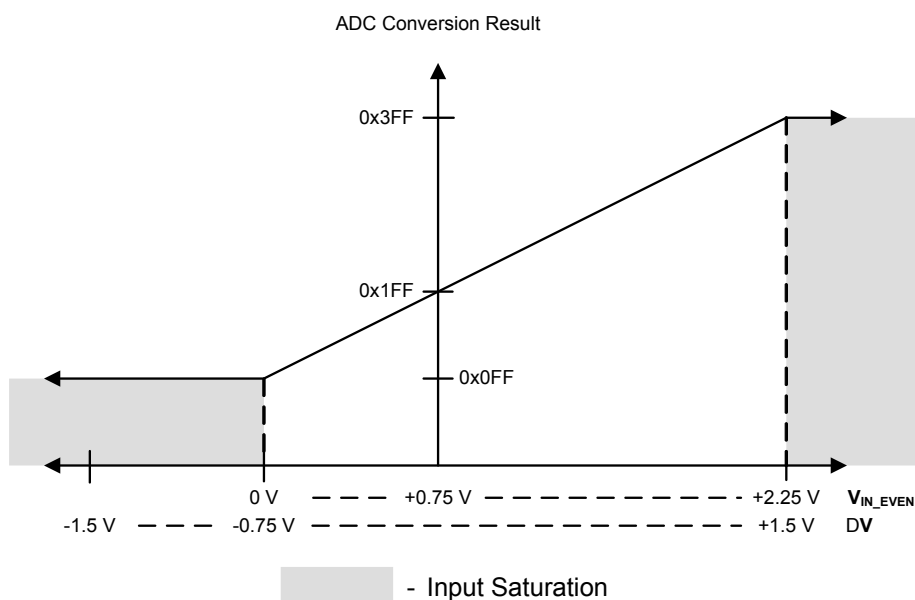 ADC Conversion Result
0x3FF
0x1FF
0x0FF
0 V +0.75 V +2.25 V VIN_EVEN
-1.5 V -0.75 V +1.5 V DV
- Input Saturation